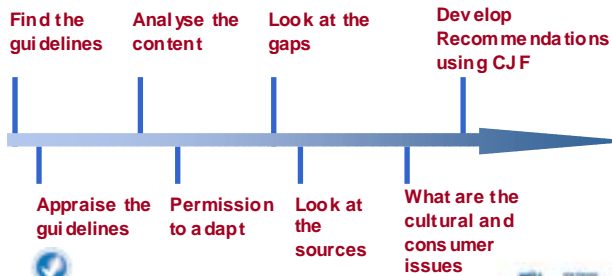 Find the
guidelines
Analyse the
content
Look at the
gaps
Develop
Recommendations
using CJF
Appraise the
guidelines
Permission
to adapt
Look at
the
sources
What are the
cultural and
consumer
issues